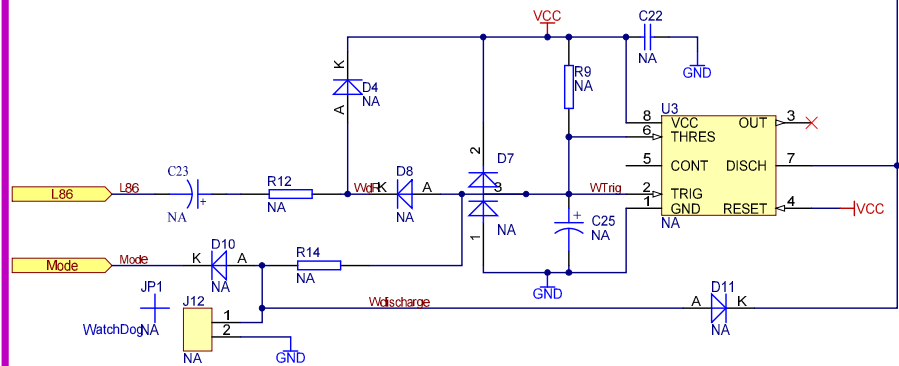 VCC
C22
NA
GND
K
D4
NA
A
R9
NA
U3
8
VCC
OUT
3
6
THRES
5
CONT
DISCH
7
2
TRIG
1
GND
RESET
4
VCC
NA
L86
L86
C23
+
NA
R12
NA
WdR
K
D8
A
NA
2
D7
3
NA
1
WTrig
+
C25
NA
GND
Mode
Mode
K
D10
A
NA
R14
NA
JP1
WatchDog
NA
J12
1
2
NA
GND
Wdischarge
A
D11
K
NA